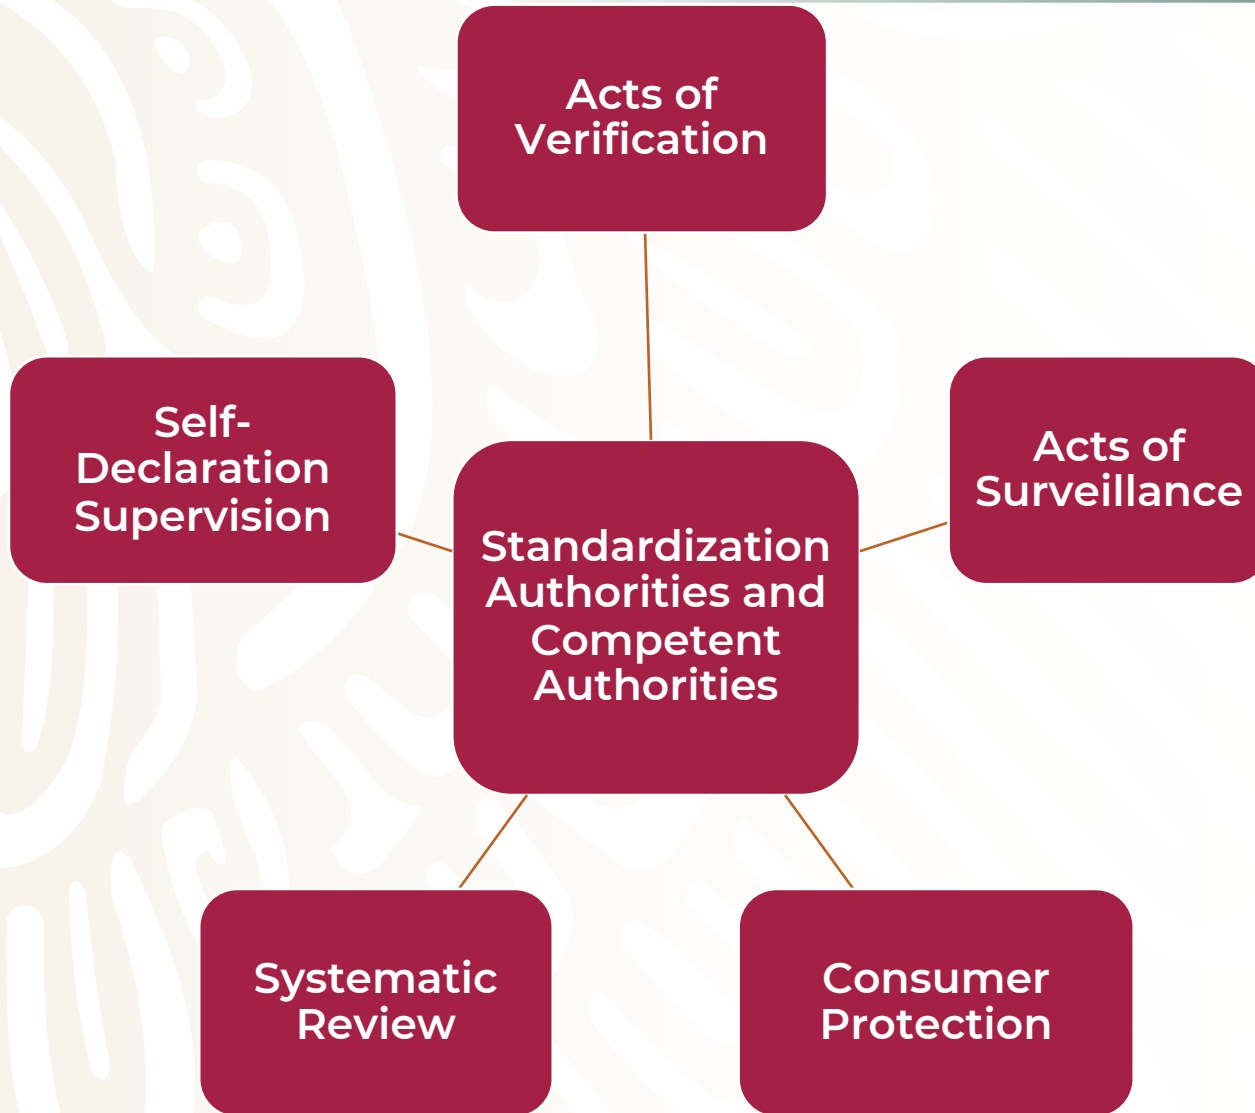 Acts of
Verification
Self-
Declaration
Supervision
Acts of
Surveillance
Standardization
Authorities and
Competent
Authorities
Systematic
Review
Consumer
Protection